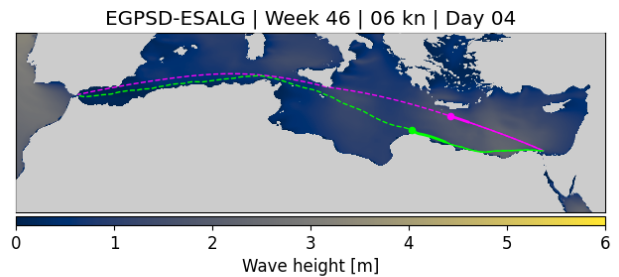 EGPSD-ESALG | Week 46 | 06 kn | Day 04
0 1 2 3 4 5 6
Wave height [m]